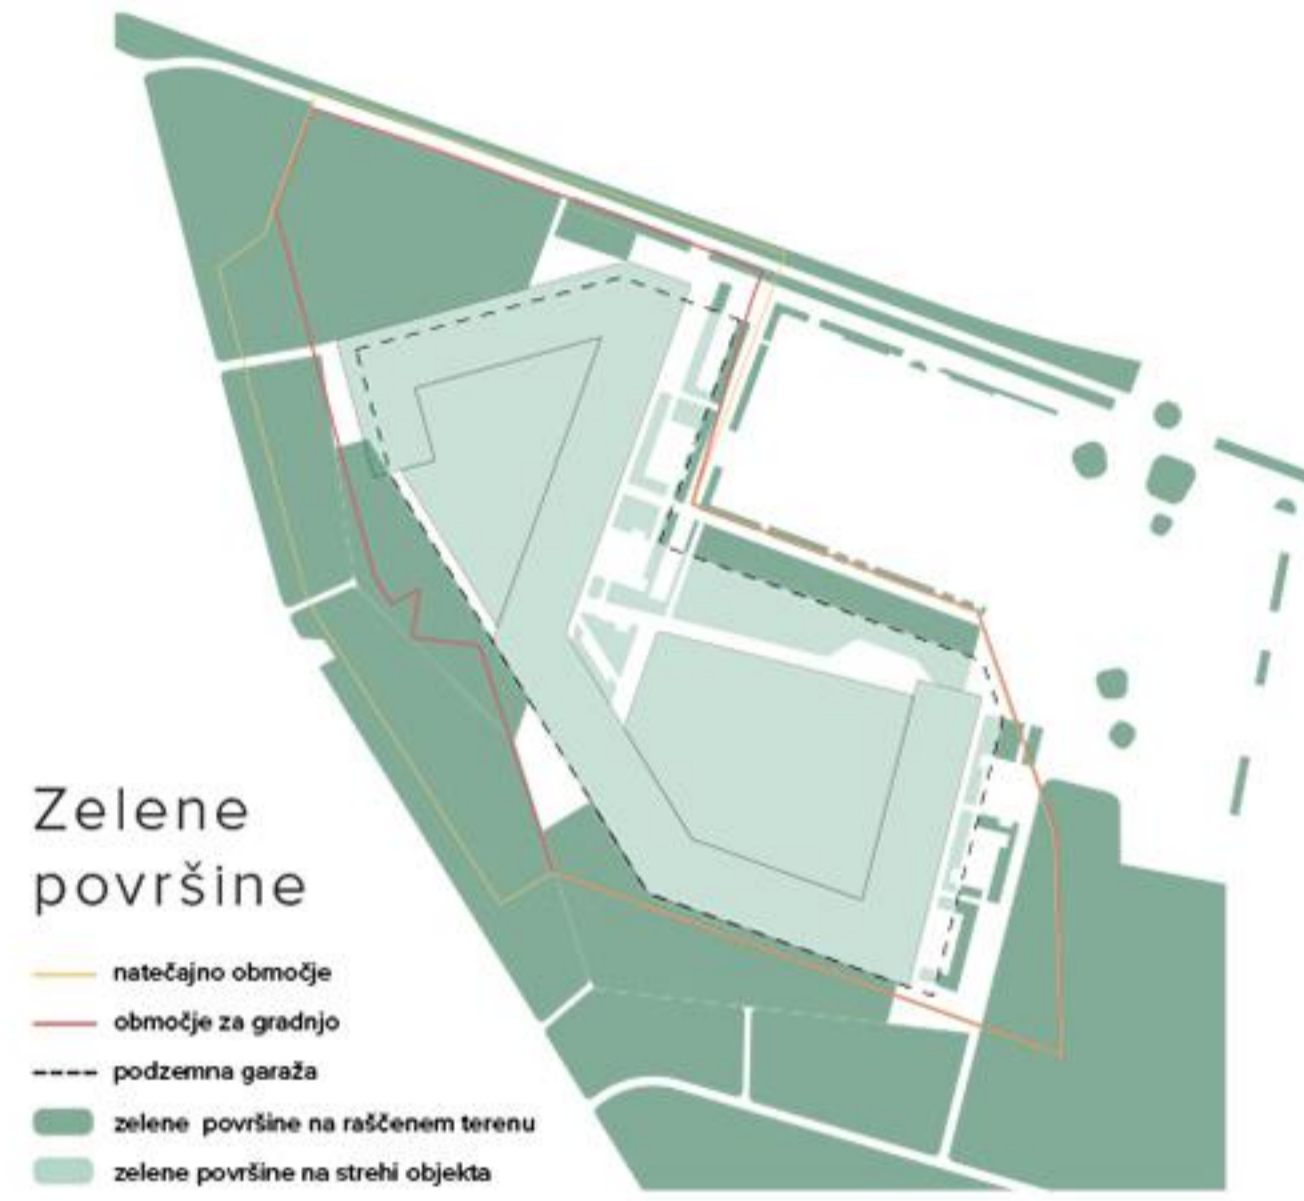 Zelene
površine
natečajno območje
območje za gradnjo
podzemna garaža
zelene površine na raščenem terenu
zelene površine na strehi objekta